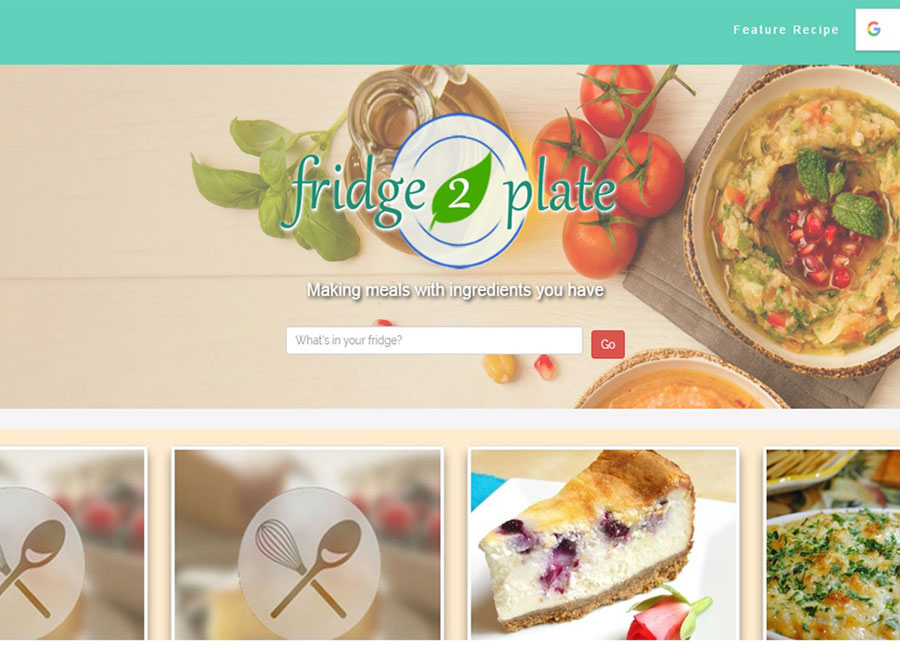 Feature Recipe
G
fridge 2 plate
Making meals with ingredients you have
What's in your fridge?
Go